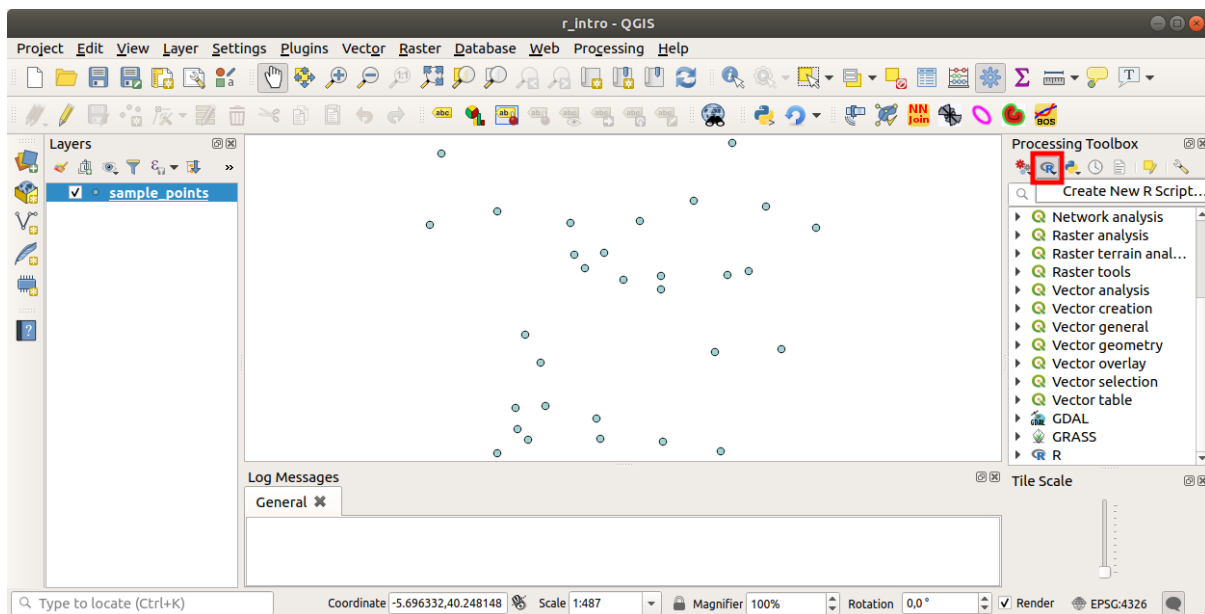 r_intro - QGIS
Project Edit View Layer Settings Plugins Vector Raster Database Web Processing Help
NN
Join
BOS
Layers
sample_points
Processing Toolbox
Create New R Script...
Network analysis
Raster analysis
Raster terrain anal...
Raster tools
Vector analysis
Vector creation
Vector general
Vector geometry
Vector overlay
Vector selection
Vector table
GDAL
GRASS
R
Log Messages
General
Tile Scale
Type to locate (Ctrl+K)
Coordinate -5.696332,40.248148 Scale 1:487 Magnifier 100% Rotation 0,0° Render EPSG:4326